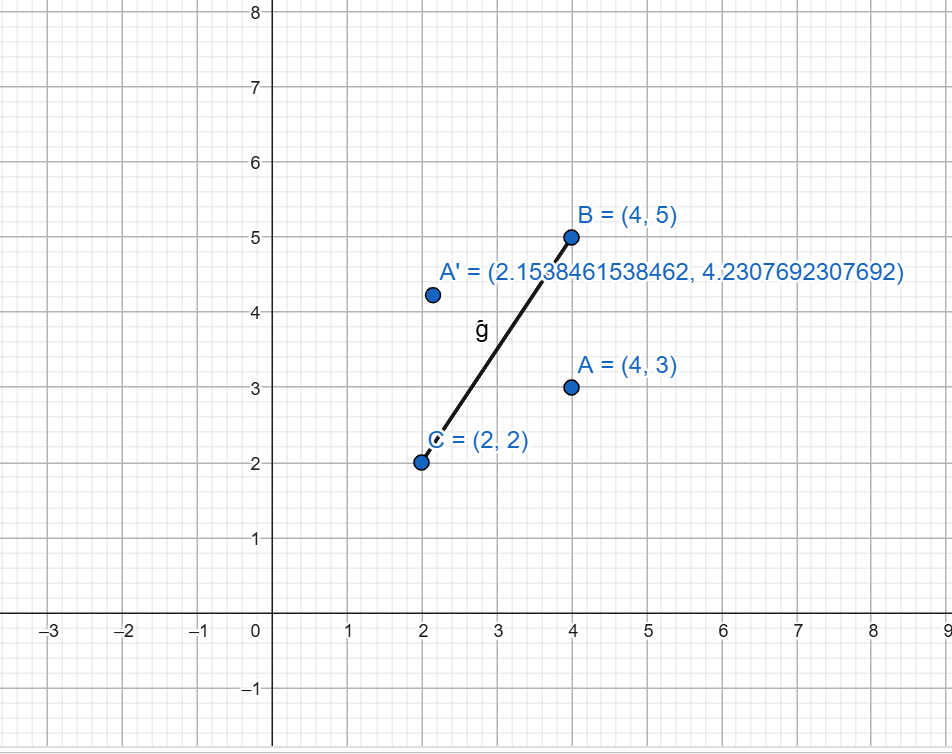 8
7
6
B = (4, 5)
5
A' = (2.1538461538462, 4.2307692307692)
4
ḡ
A = (4, 3)
3
C = (2, 2)
2
1
–3 –2 –1 0 1 2 3 4 5 6 7 8 9
–1